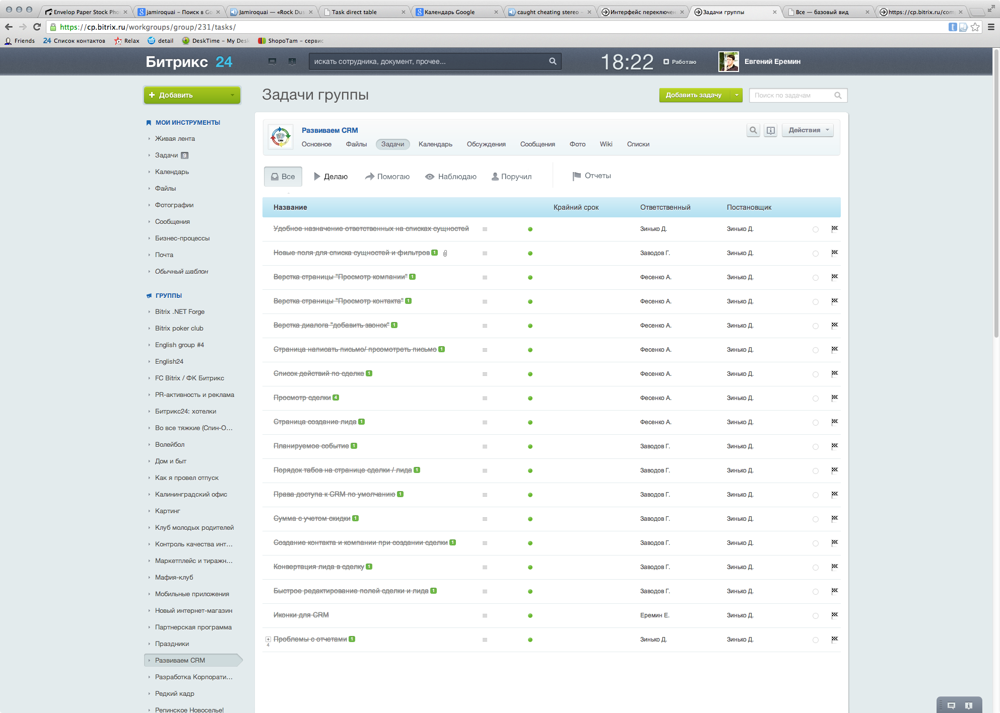 Envelop Paper Stock Pho
jamiroquai – Поиск в Go
Jamiroquai — «Rock Dus
Task direct table
Календарь Google
caught cheating stereo –
Интерфейс переключен
Задачи группы
Все — базовый вид
https://cp.bitrix.ru/com
https://cp.bitrix.ru/workgroups/group/231/tasks/
Friends
24 Список контактов
Relax
detail
DeskTime – My Desk
ShopoTam – сервис
Битрикс 24
искать сотрудника, документ, прочее...
18:22
Работаю
Евгений Еремин
+ Добавить
Задачи группы
Добавить задачу
Поиск по задачам
МОИ ИНСТРУМЕНТЫ
Живая лента
Задачи 9
Календарь
Файлы
Фотографии
Сообщения
Бизнес-процессы
Почта
Обычный шаблон
ГРУППЫ
Bitrix .NET Forge
Bitrix poker club
English group #4
English24
FC Bitrix / ФК Битрикс
PR-активность и реклама
Битрикс24: хотелки
Во все тяжкие (Спин-О...
Волейбол
Дом и быт
Как я провел отпуск
Калининградский офис
Картинг
Клуб молодых родителей
Контроль качества инт...
Маркетплейс и тиражн...
Мафия-клуб
Мобильные приложения
Новый интернет-магазин
Партнерская программа
Праздники
Развиваем CRM
Разработка Корпорати...
Редкий кадр
Репинское Новоселье!
CRM
Развиваем CRM
Действия
Основное Файлы Задачи Календарь Обсуждения Сообщения Фото Wiki Списки
Все Делаю Помогаю Наблюдаю Поручил Отчеты
Название Крайний срок Ответственный Постановщик
Удобное назначение ответственных на списках сущностей Зинько Д. Зинько Д.
Новые поля для списка сущностей и фильтров 1 Заводов Г. Зинько Д.
Верстка страницы "Просмотр компании" 1 Фесенко А. Зинько Д.
Верстка страницы "Просмотр контакта" 1 Фесенко А. Зинько Д.
Верстка диалога "добавить звонок" 1 Фесенко А. Зинько Д.
Страница написать письмо/ прсомотреть письмо 1 Фесенко А. Зинько Д.
Список действий по сделке 1 Фесенко А. Зинько Д.
Просмотр сделки 4 Фесенко А. Зинько Д.
Страница создание лида 1 Фесенко А. Зинько Д.
Планируемое событие 1 Заводов Г. Зинько Д.
Порядок табов на странице сделки / лида 1 Заводов Г. Зинько Д.
Права доступа к CRM по умолчанию 1 Заводов Г. Зинько Д.
Сумма с учетом скидки 1 Заводов Г. Зинько Д.
Создание контакта и компании при создании сделки 1 Заводов Г. Зинько Д.
Конвертация лида в сделку 1 Заводов Г. Зинько Д.
Быстрое редактирование полей сделки и лида 1 Заводов Г. Зинько Д.
Иконки для CRM Еремин Е. Зинько Д.
Проблемы с отчетами 1 Зинько Д. Зинько Д.
4